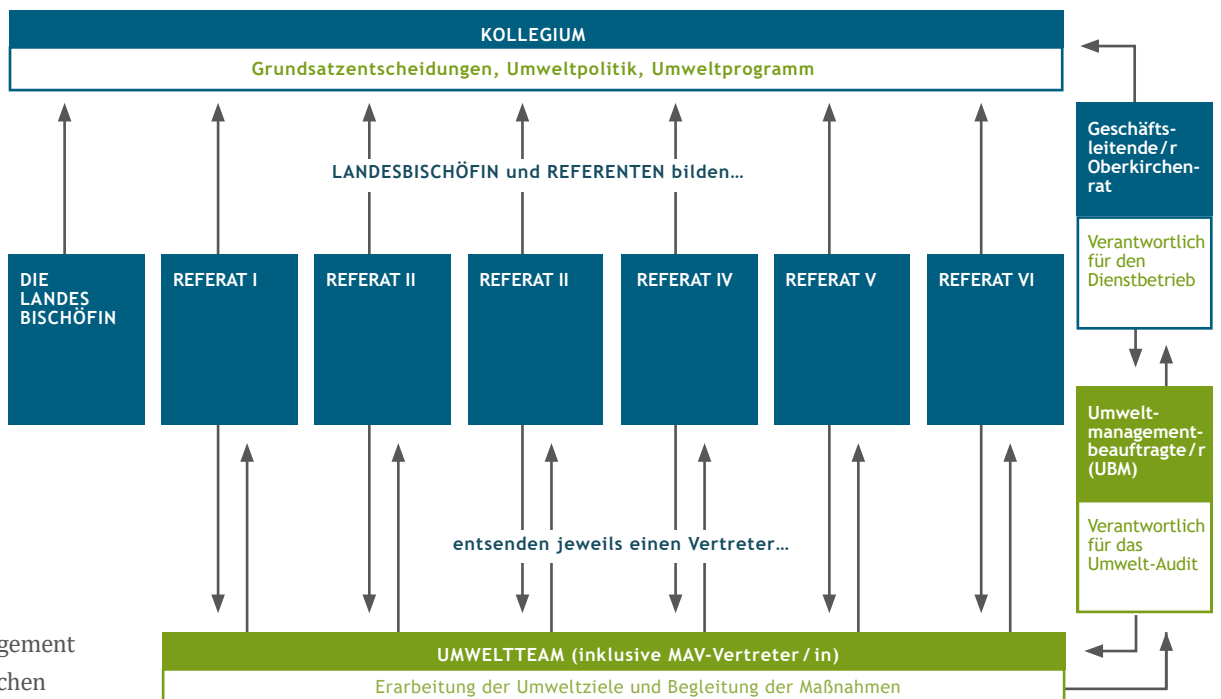 KOLLEGIUM
Grundsatzentscheidungen, Umweltpolitik, Umweltprogramm
LANDESBISCHÖFIN und REFERENTEN bilden…
Geschäfts-
leitende/r
Oberkirchen-
rat
Verantwortlich
für den
Dienstbetrieb
DIE
LANDES
BISCHÖFIN
REFERAT I
REFERAT II
REFERAT II
REFERAT IV
REFERAT V
REFERAT VI
Umwelt-
management-
beauftragte/r
(UBM)
Verantwortlich
für das
Umwelt-Audit
entsenden jeweils einen Vertreter…
gement
chen
UMWELTTEAM (inklusive MAV-Vertreter/in)
Erarbeitung der Umweltziele und Begleitung der Maßnahmen